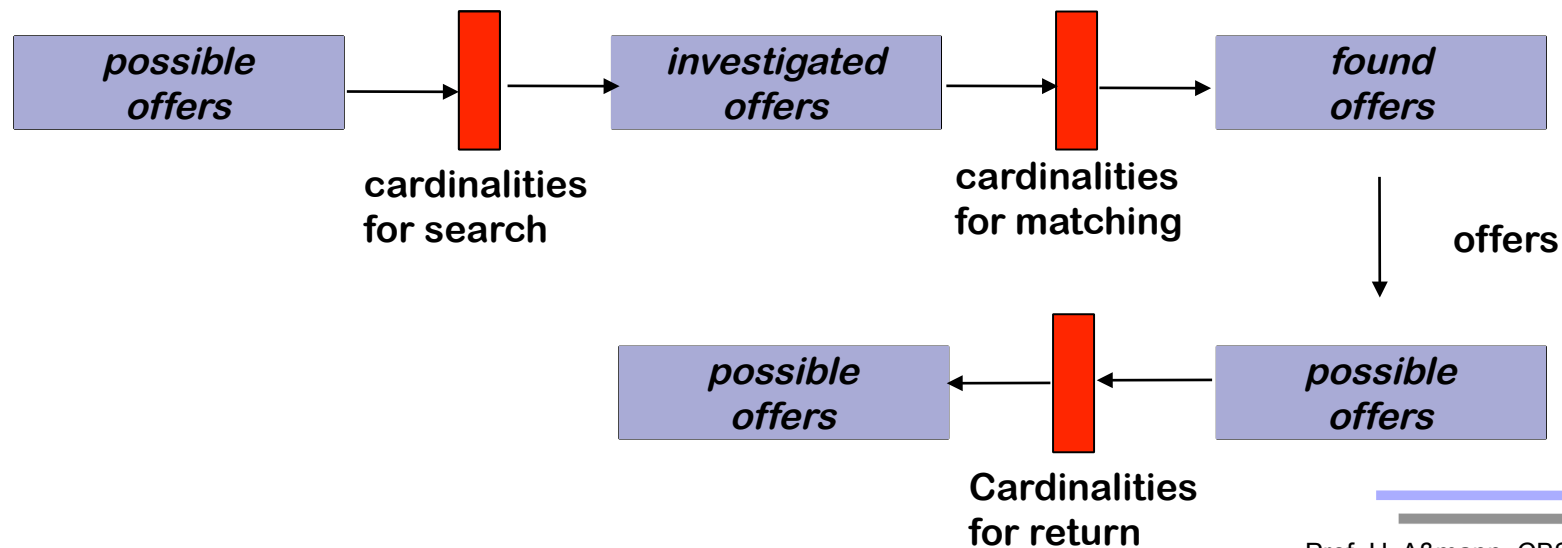 possible
offers
investigated
offers
found
offers
cardinalities
for search
cardinalities
for matching
offers
possible
offers
possible
offers
Cardinalities
for return